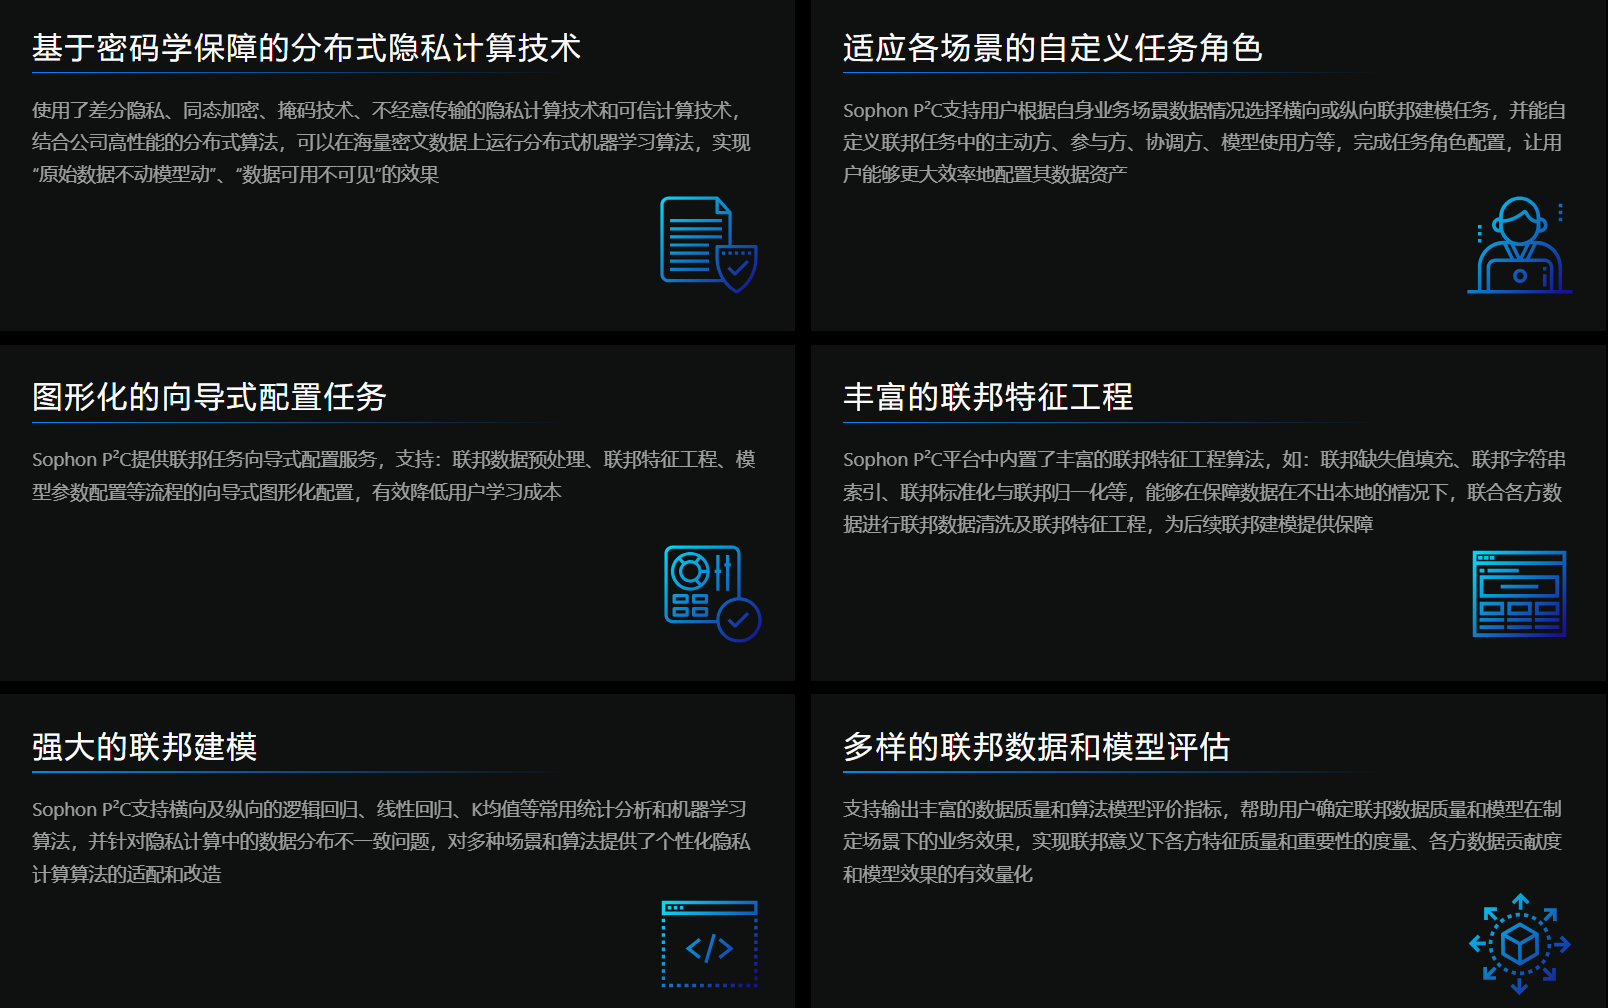 基于密码学保障的分布式隐私计算技术
使用了差分隐私、同态加密、掩码技术、不经意传输的隐私计算技术和可信计算技术，
结合公司高性能的分布式算法，可以在海量密文数据上运行分布式机器学习算法，实现
“原始数据不动模型动”、“数据可用不可见”的效果
适应各场景的自定义任务角色
Sophon P²C支持用户根据自身业务场景数据情况选择横向或纵向联邦建模任务，并能自
定义联邦任务中的主动方、参与方、协调方、模型使用方等，完成任务角色配置，让用
户能够更大效率地配置其数据资产
图形化的向导式配置任务
Sophon P²C提供联邦任务向导式配置服务，支持：联邦数据预处理、联邦特征工程、模
型参数配置等流程的向导式图形化配置，有效降低用户学习成本
丰富的联邦特征工程
Sophon P²C平台中内置了丰富的联邦特征工程算法，如：联邦缺失值填充、联邦字符串
索引、联邦标准化与联邦归一化等，能够在保障数据在不出本地的情况下，联合各方数
据进行联邦数据清洗及联邦特征工程，为后续联邦建模提供保障
强大的联邦建模
Sophon P²C支持横向及纵向的逻辑回归、线性回归、K均值等常用统计分析和机器学习
算法，并针对隐私计算中的数据分布不一致问题，对多种场景和算法提供了个性化隐私
计算算法的适配和改造
多样的联邦数据和模型评估
支持输出丰富的数据质量和算法模型评价指标，帮助用户确定联邦数据质量和模型在制
定场景下的业务效果，实现联邦意义下各方特征质量和重要性的度量、各方数据贡献度
和模型效果的有效量化